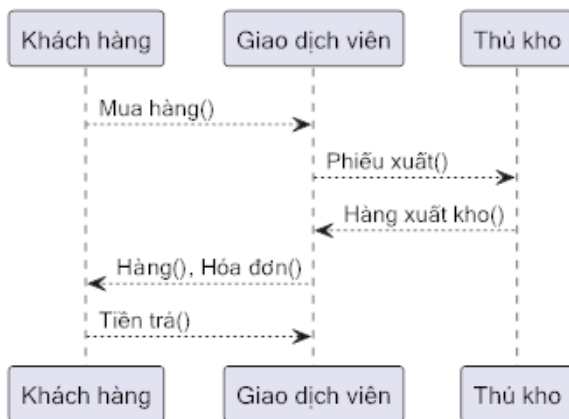 Khách hàng
Giao dịch viên
Thủ kho
Mua hàng()
Phiếu xuất()
Hàng xuất kho()
Hàng(), Hóa đơn()
Tiền trả()
Khách hàng
Giao dịch viên
Thủ kho